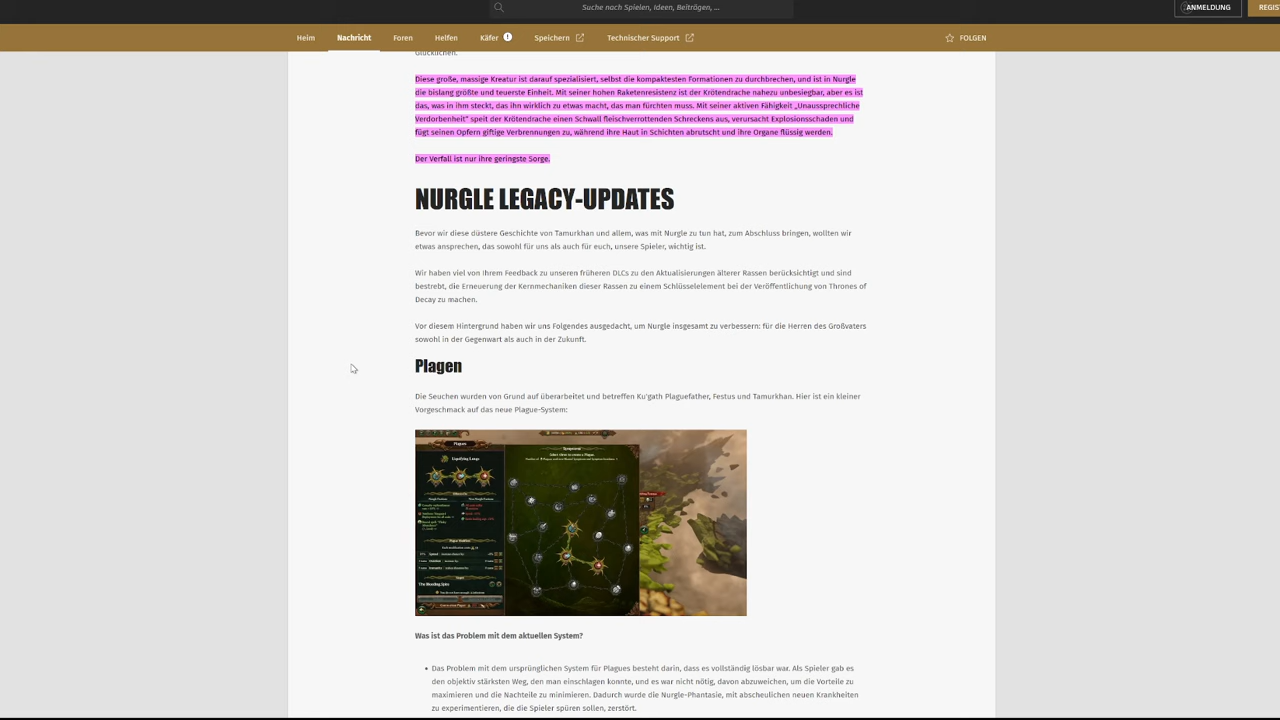 Suche nach Spielen, Ideen, Beiträgen, ...
ANMELDUNG
REGIS
Heim
Nachricht
Foren
Helfen
Käfer
Speichern
Technischer Support
FOLGEN
Glücklichen.
Diese große, massige Kreatur ist darauf spezialisiert, selbst die kompaktesten Formationen zu durchbrechen, und ist in Nurgle
die bislang größte und teuerste Einheit. Mit seiner hohen Raketenresistenz ist der Krötendrache nahezu unbesiegbar, aber es ist
das, was in ihm steckt, das ihn wirklich zu etwas macht, das man fürchten muss. Mit seiner aktiven Fähigkeit „Unaussprechliche
Verdorbenheit“ speit der Krötendrache einen Schwall fleischverrottenden Schreckens aus, verursacht Explosionsschaden und
fügt seinen Opfern giftige Verbrennungen zu, während ihre Haut in Schichten abrutscht und ihre Organe flüssig werden.
Der Verfall ist nur ihre geringste Sorge.
NURGLE LEGACY-UPDATES
Bevor wir diese düstere Geschichte von Tamurkhan und allem, was mit Nurgle zu tun hat, zum Abschluss bringen, wollten wir
etwas ansprechen, das sowohl für uns als auch für euch, unsere Spieler, wichtig ist.
Wir haben viel von Ihrem Feedback zu unseren früheren DLCs zu den Aktualisierungen älterer Rassen berücksichtigt und sind
bestrebt, die Erneuerung der Kernmechaniken dieser Rassen zu einem Schlüsselelement bei der Veröffentlichung von Thrones of
Decay zu machen.
Vor diesem Hintergrund haben wir uns Folgendes ausgedacht, um Nurgle insgesamt zu verbessern: für die Herren des Großvaters
sowohl in der Gegenwart als auch in der Zukunft.
Plagen
Die Seuchen wurden von Grund auf überarbeitet und betreffen Ku'gath Plaguefather, Festus und Tamurkhan. Hier ist ein kleiner
Vorgeschmack auf das neue Plague-System:
Plagues
Liquifying Lungs
Was ist das Problem mit dem aktuellen System?
• Das Problem mit dem ursprünglichen System für Plagues besteht darin, dass es vollständig lösbar war. Als Spieler gab es
den objektiv stärksten Weg, den man einschlagen konnte, und es war nicht nötig, davon abzuweichen, um die Vorteile zu
maximieren und die Nachteile zu minimieren. Dadurch wurde die Nurgle-Phantasie, mit abscheulichen neuen Krankheiten
zu experimentieren, die die Spieler spüren sollen, zerstört.